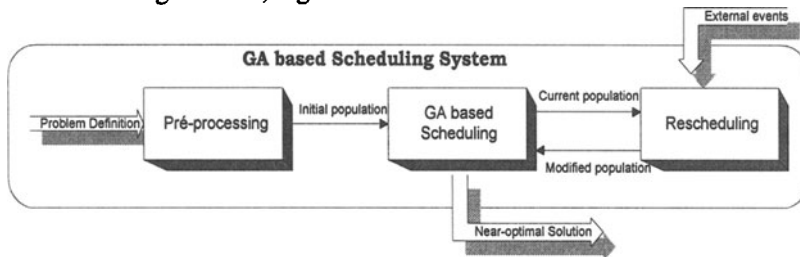 External events
GA based Scheduling System
Problem Definition
Pré-processing
Initial population
GA based
Scheduling
Current population
Modified population
Rescheduling
Near-optimal Solution